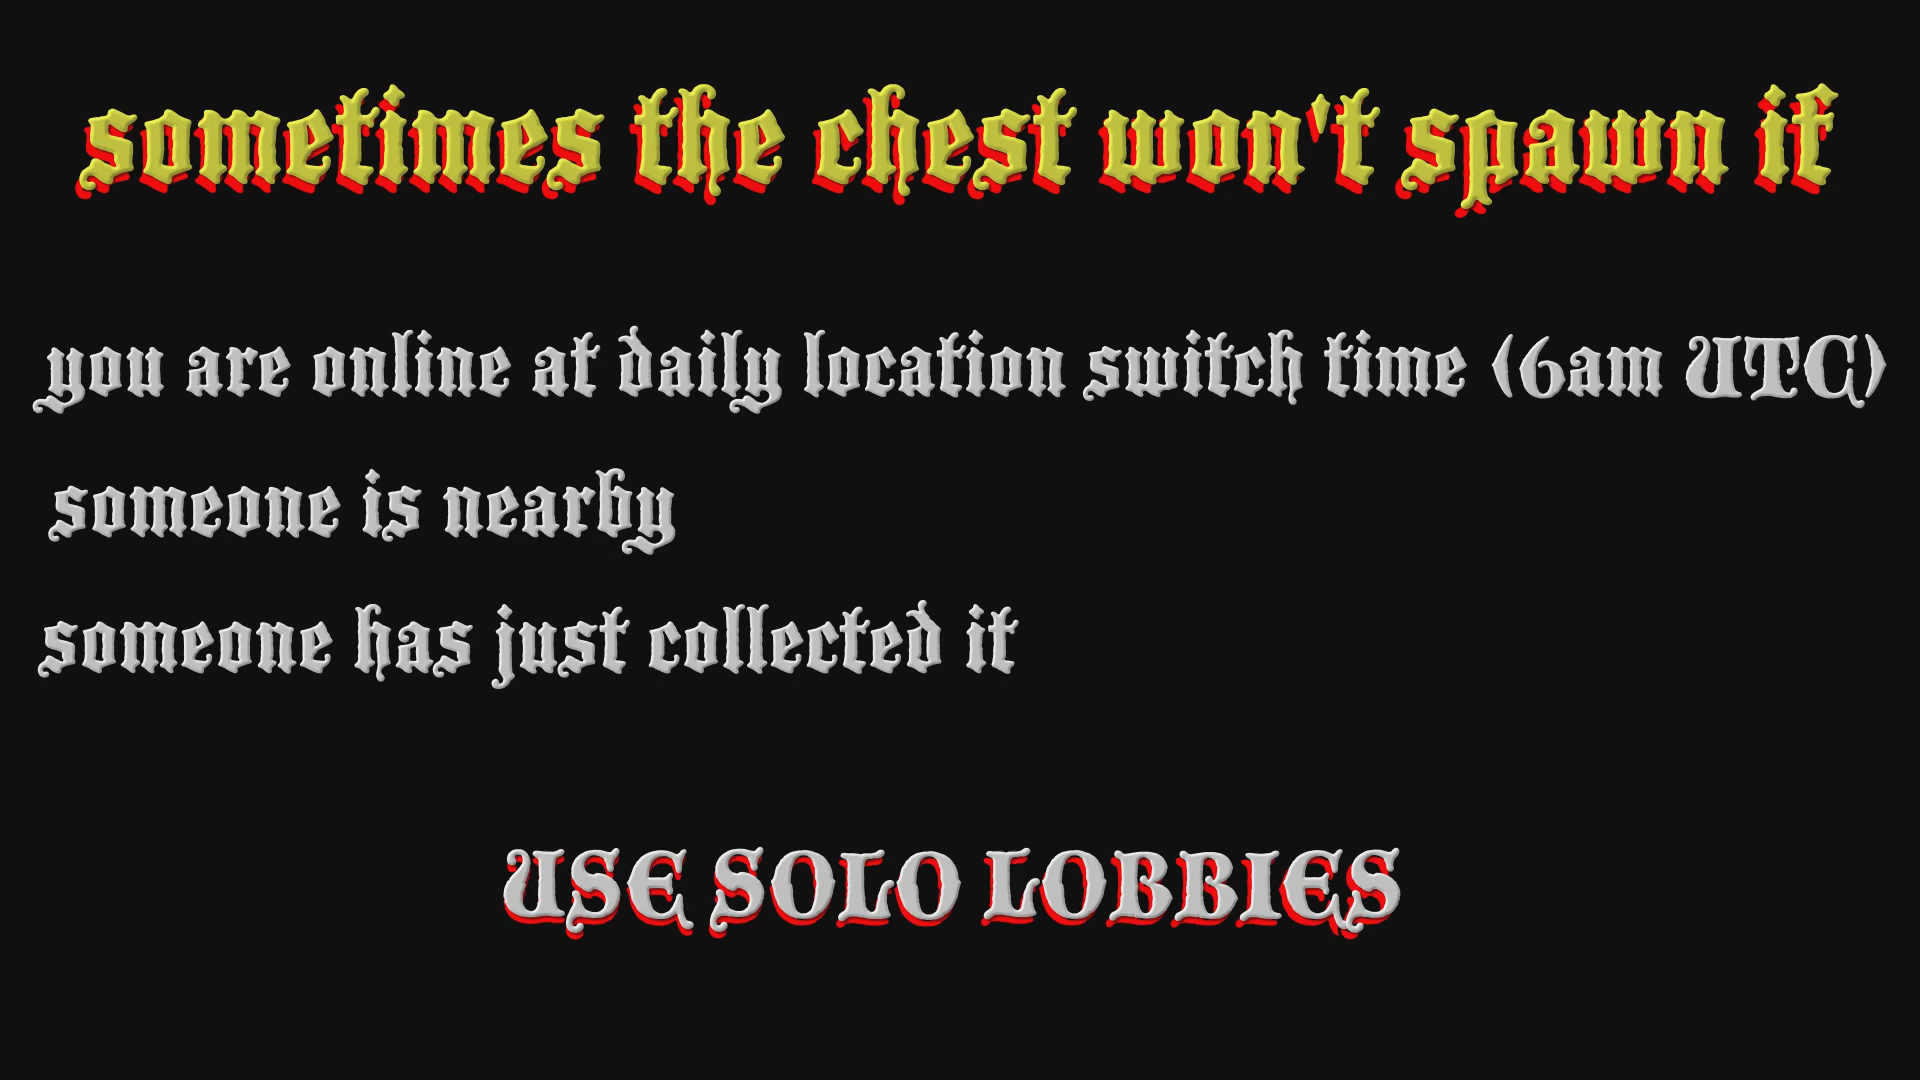 sometimes the chest won't spawn if
you are online at daily location switch time (6am UTC)
someone is nearby
someone has just collected it
USE SOLO LOBBIES